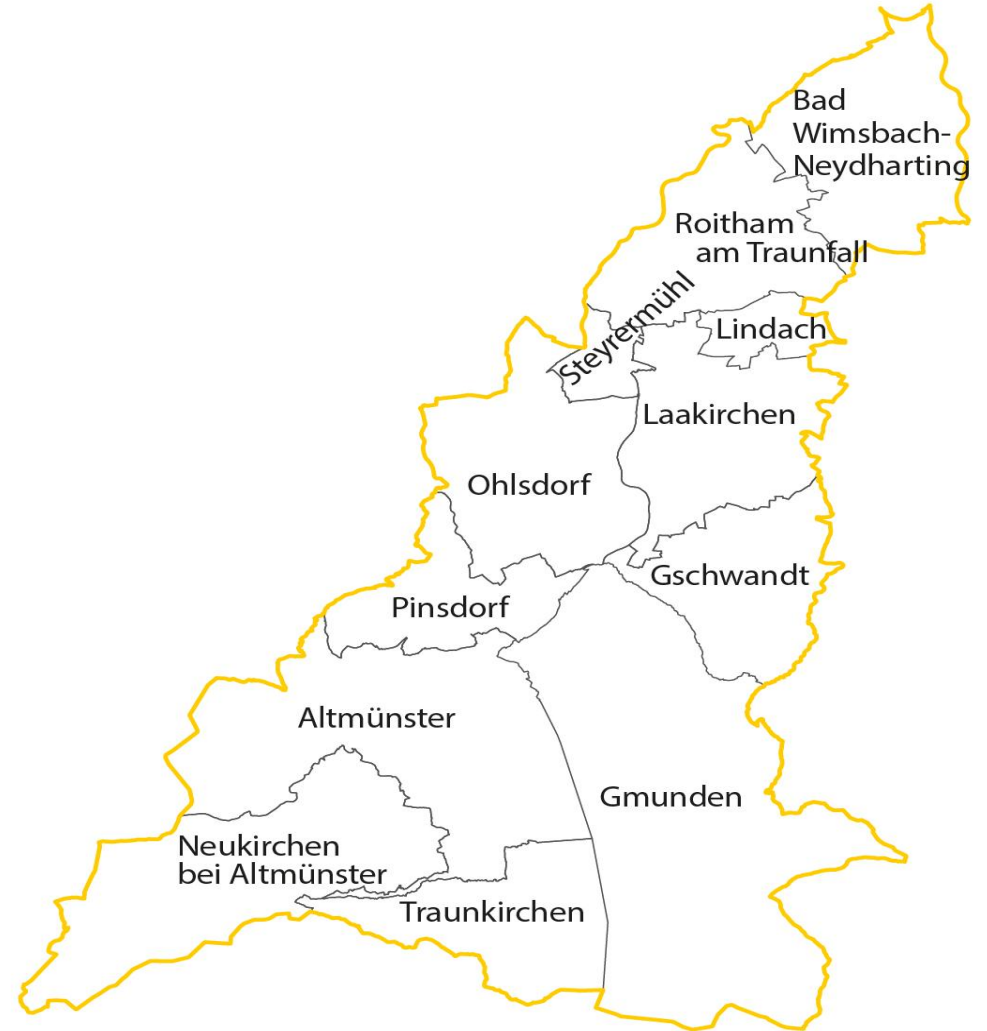 Bad
Wimsbach-
Neydharting
Roitham
am Traunfall
Steyrermühl
Lindach
Laakirchen
Ohlsdorf
Gschwandt
Pinsdorf
Altmünster
Gmunden
Neukirchen
bei Altmünster
Traunkirchen